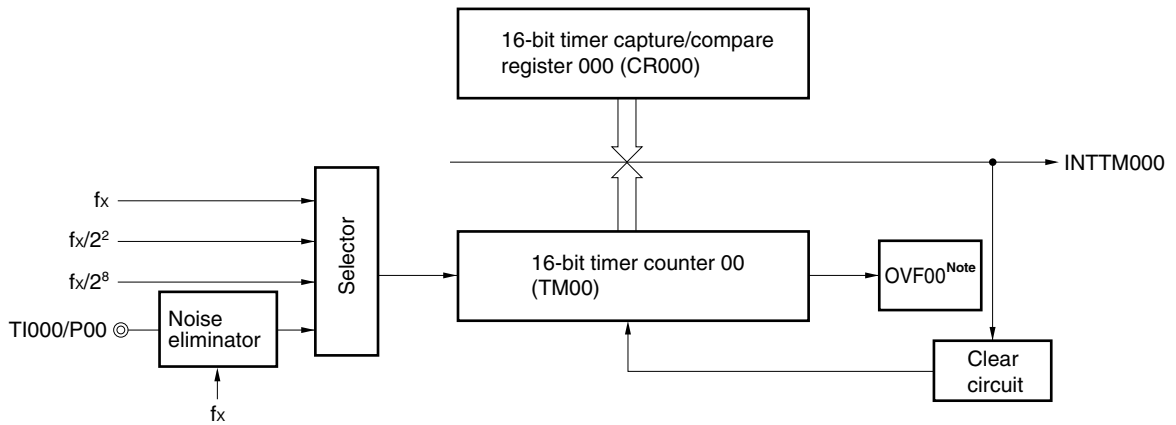 16-bit timer capture/compare
register 000 (CR000)
INTTM000
fx
fx/2²
fx/2⁸
Selector
16-bit timer counter 00
(TM00)
OVF00Note
TI000/P00
Noise
eliminator
Clear
circuit
fx